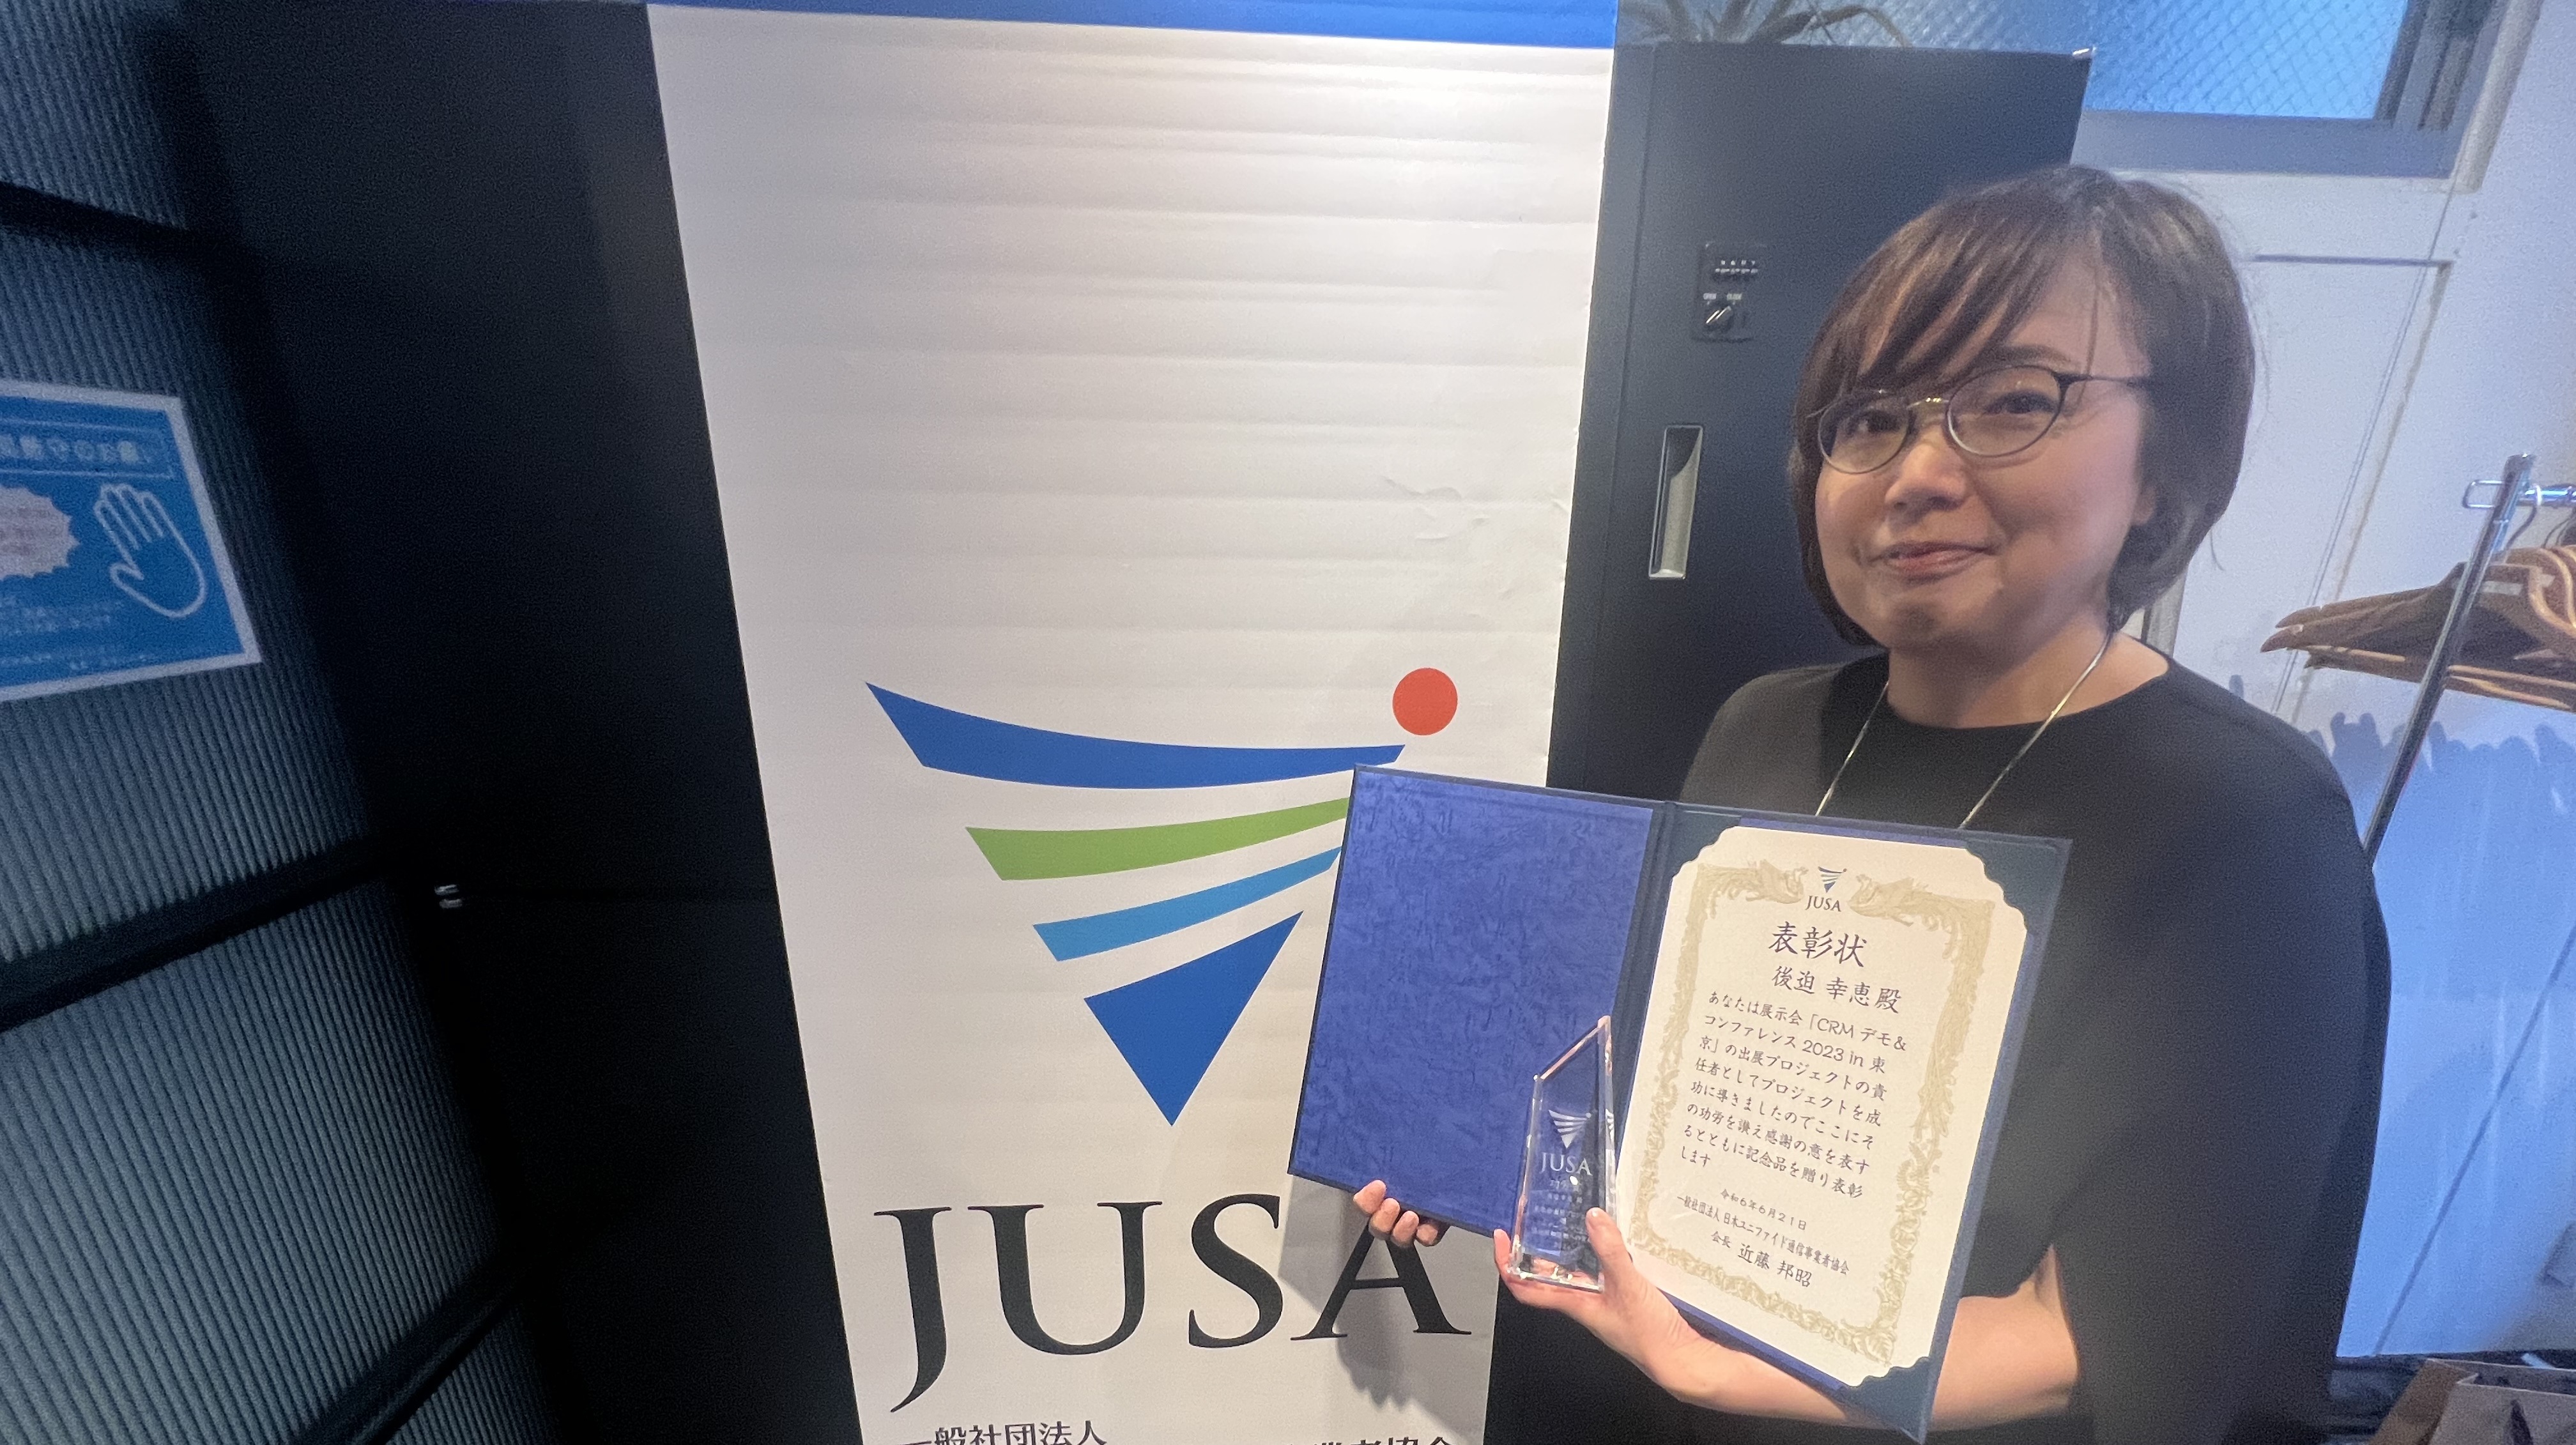 JUSA
一般社団法人
JUSA
表彰状
後迫 幸恵 殿
あなたは展示会「CRM デモ&
コンファレンス 2023 in 東
京」の出展プロジェクトの責
任者としてプロジェクトを成
功に導きましたのでここにそ
の功労を讃え感謝の意を表す
るとともに記念品を贈り表彰
します
令和6年6月21日
一般社団法人 日本ユニファイド通信事業者協会
会長 近藤 邦昭
JUSA